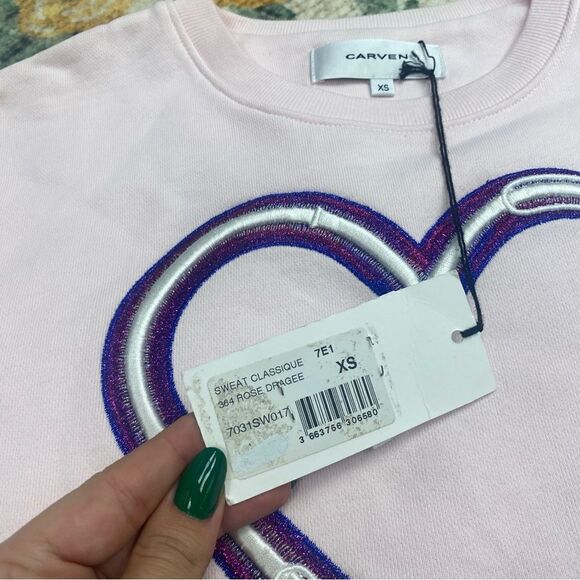 CARVEN
XS
SWEAT CLASSIQUE 7E1
364 ROSE DRAGEE XS
7031SW017
3 663756 306580